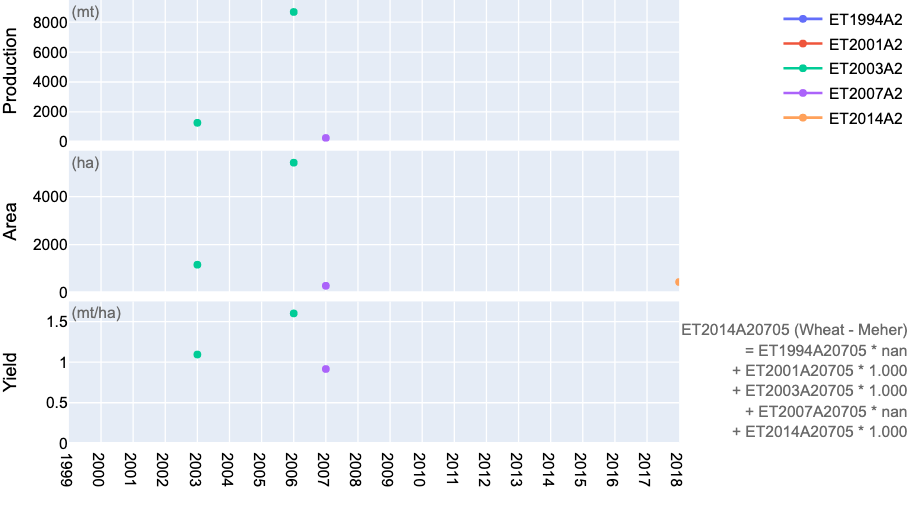 (mt)
Production
8000
6000
4000
2000
0
ET1994A2
ET2001A2
ET2003A2
ET2007A2
ET2014A2
(ha)
Area
4000
2000
0
(mt/ha)
Yield
1.5
1
0.5
0
ET2014A20705 (Wheat - Meher)
= ET1994A20705 * nan
+ ET2001A20705 * 1.000
+ ET2003A20705 * 1.000
+ ET2007A20705 * nan
+ ET2014A20705 * 1.000
1999
2000
2001
2002
2003
2004
2005
2006
2007
2008
2009
2010
2011
2012
2013
2014
2015
2016
2017
2018